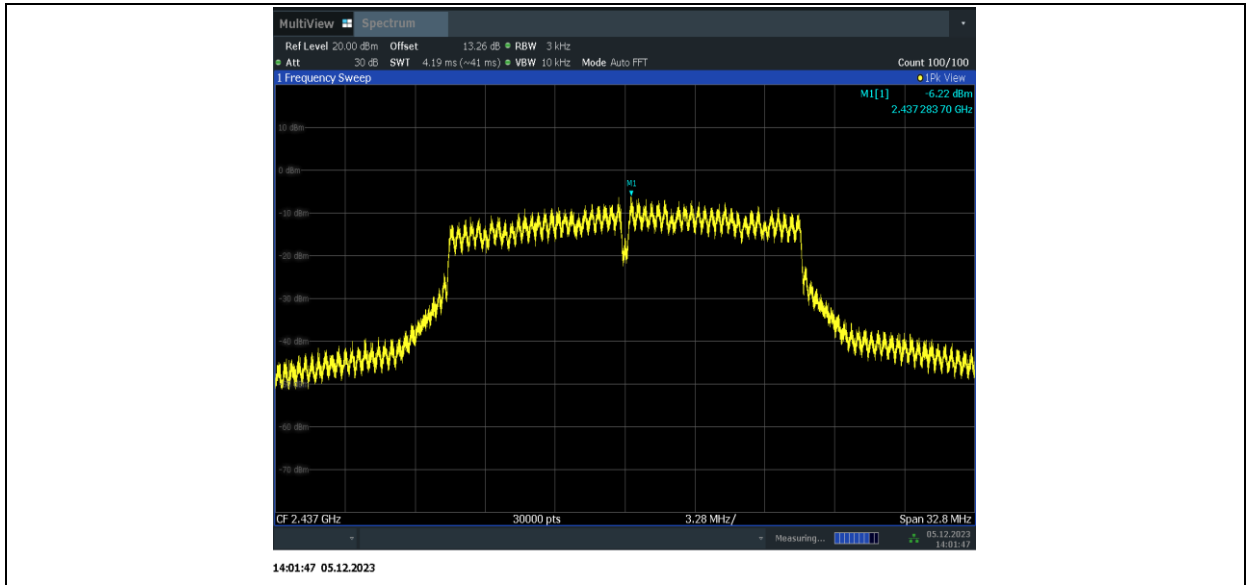 MultiView Spectrum
Ref Level 20.00 dBm Offset 13.26 dB RBW 3 kHz
Att 30 dB SWT 4.19 ms (~41 ms) VBW 10 kHz Mode Auto FFT Count 100/100
1 Frequency Sweep 1Pk View
M1[1] -6.22 dBm
2.437 283 70 GHz
10 dBm
0 dBm
M1
-10 dBm
-20 dBm
-30 dBm
-40 dBm
-60 dBm
-70 dBm
CF 2.437 GHz 30000 pts 3.28 MHz/ Span 32.8 MHz
Measuring... 05.12.2023
14:01:47
14:01:47 05.12.2023